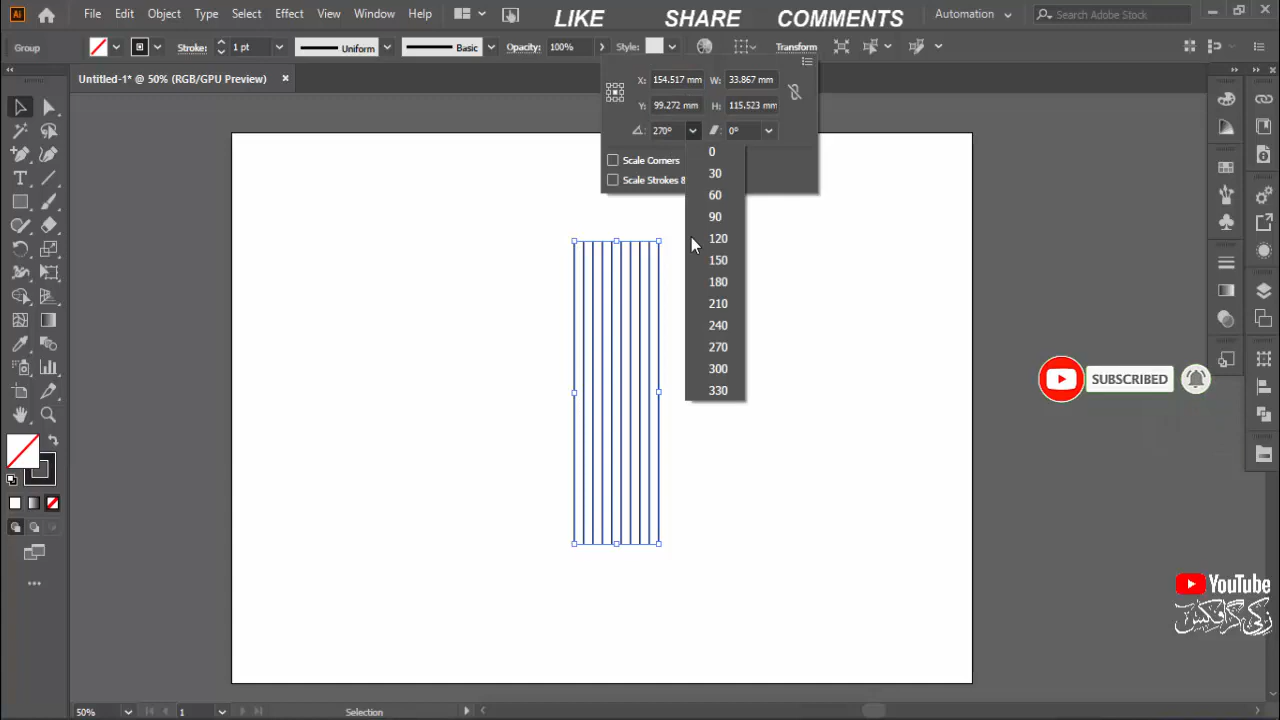 File Edit Object Type Select Effect View Window Help
LIKE SHARE COMMENTS
Automation
Search Adobe Stock
Group
Stroke: 1 pt Uniform Basic Opacity: 100% Style: Transform
Untitled-1* @ 50% (RGB/GPU Preview)
X: 154.517 mm W: 33.867 mm
Y: 99.272 mm H: 115.523 mm
270° 0°
Scale Corners
Scale Strokes &
0
30
60
90
120
150
180
210
240
270
300
330
SUBSCRIBED
YouTube
زکی گرافکس
50% 1 Selection